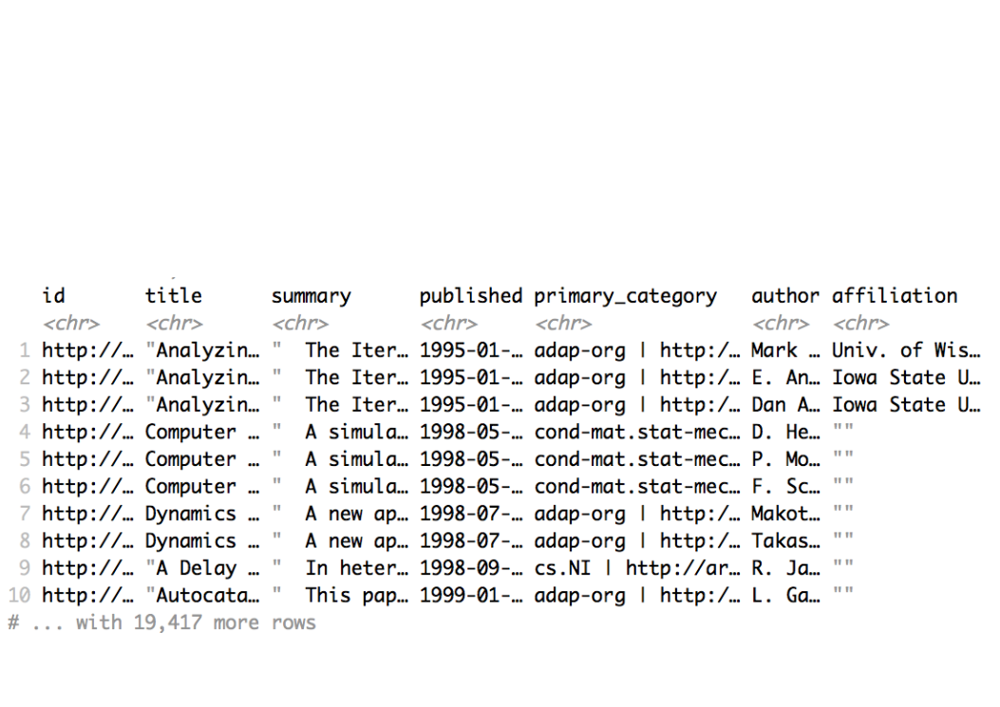 id title summary published primary_category author affiliation
<chr> <chr> <chr> <chr> <chr> <chr> <chr>
1 http://… "Analyzin… "  The Iter… 1995-01-… adap-org | http:/… Mark … Univ. of Wis…
2 http://… "Analyzin… "  The Iter… 1995-01-… adap-org | http:/… E. An… Iowa State U…
3 http://… "Analyzin… "  The Iter… 1995-01-… adap-org | http:/… Dan A… Iowa State U…
4 http://… Computer … "  A simula… 1998-05-… cond-mat.stat-mec… D. He… ""
5 http://… Computer … "  A simula… 1998-05-… cond-mat.stat-mec… P. Mo… ""
6 http://… Computer … "  A simula… 1998-05-… cond-mat.stat-mec… F. Sc… ""
7 http://… Dynamics … "  A new ap… 1998-07-… adap-org | http:/… Makot… ""
8 http://… Dynamics … "  A new ap… 1998-07-… adap-org | http:/… Takas… ""
9 http://… "A Delay … "  In heter… 1998-09-… cs.NI | http://ar… R. Ja… ""
10 http://… "Autocata… "  This pap… 1999-01-… adap-org | http:/… L. Ga… ""
# ... with 19,417 more rows